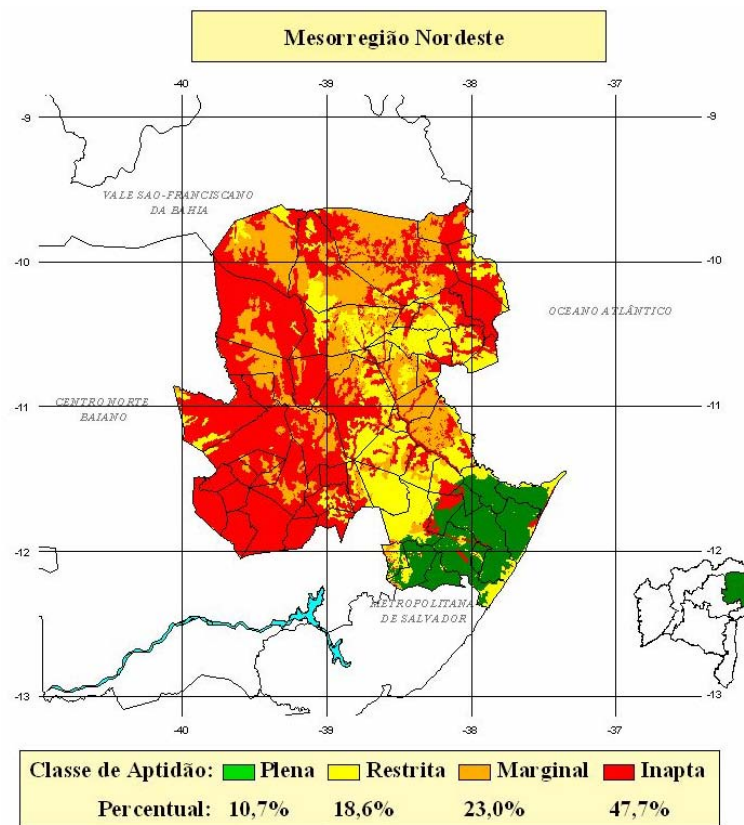 Mesorregião Nordeste
-40 -39 -38 -37
-9 -9
VALE SAO-FRANCISCANO
DA BAHIA
-10 -10
OCEANO ATLÂNTICO
CENTRO NORTE
BAIANO
-11 -11
-12 -12
METROPOLITANA
DE SALVADOR
-13 -13
-40 -39 -38 -37
Classe de Aptidão: Plena Restrita Marginal Inapta
Percentual: 10,7% 18,6% 23,0% 47,7%